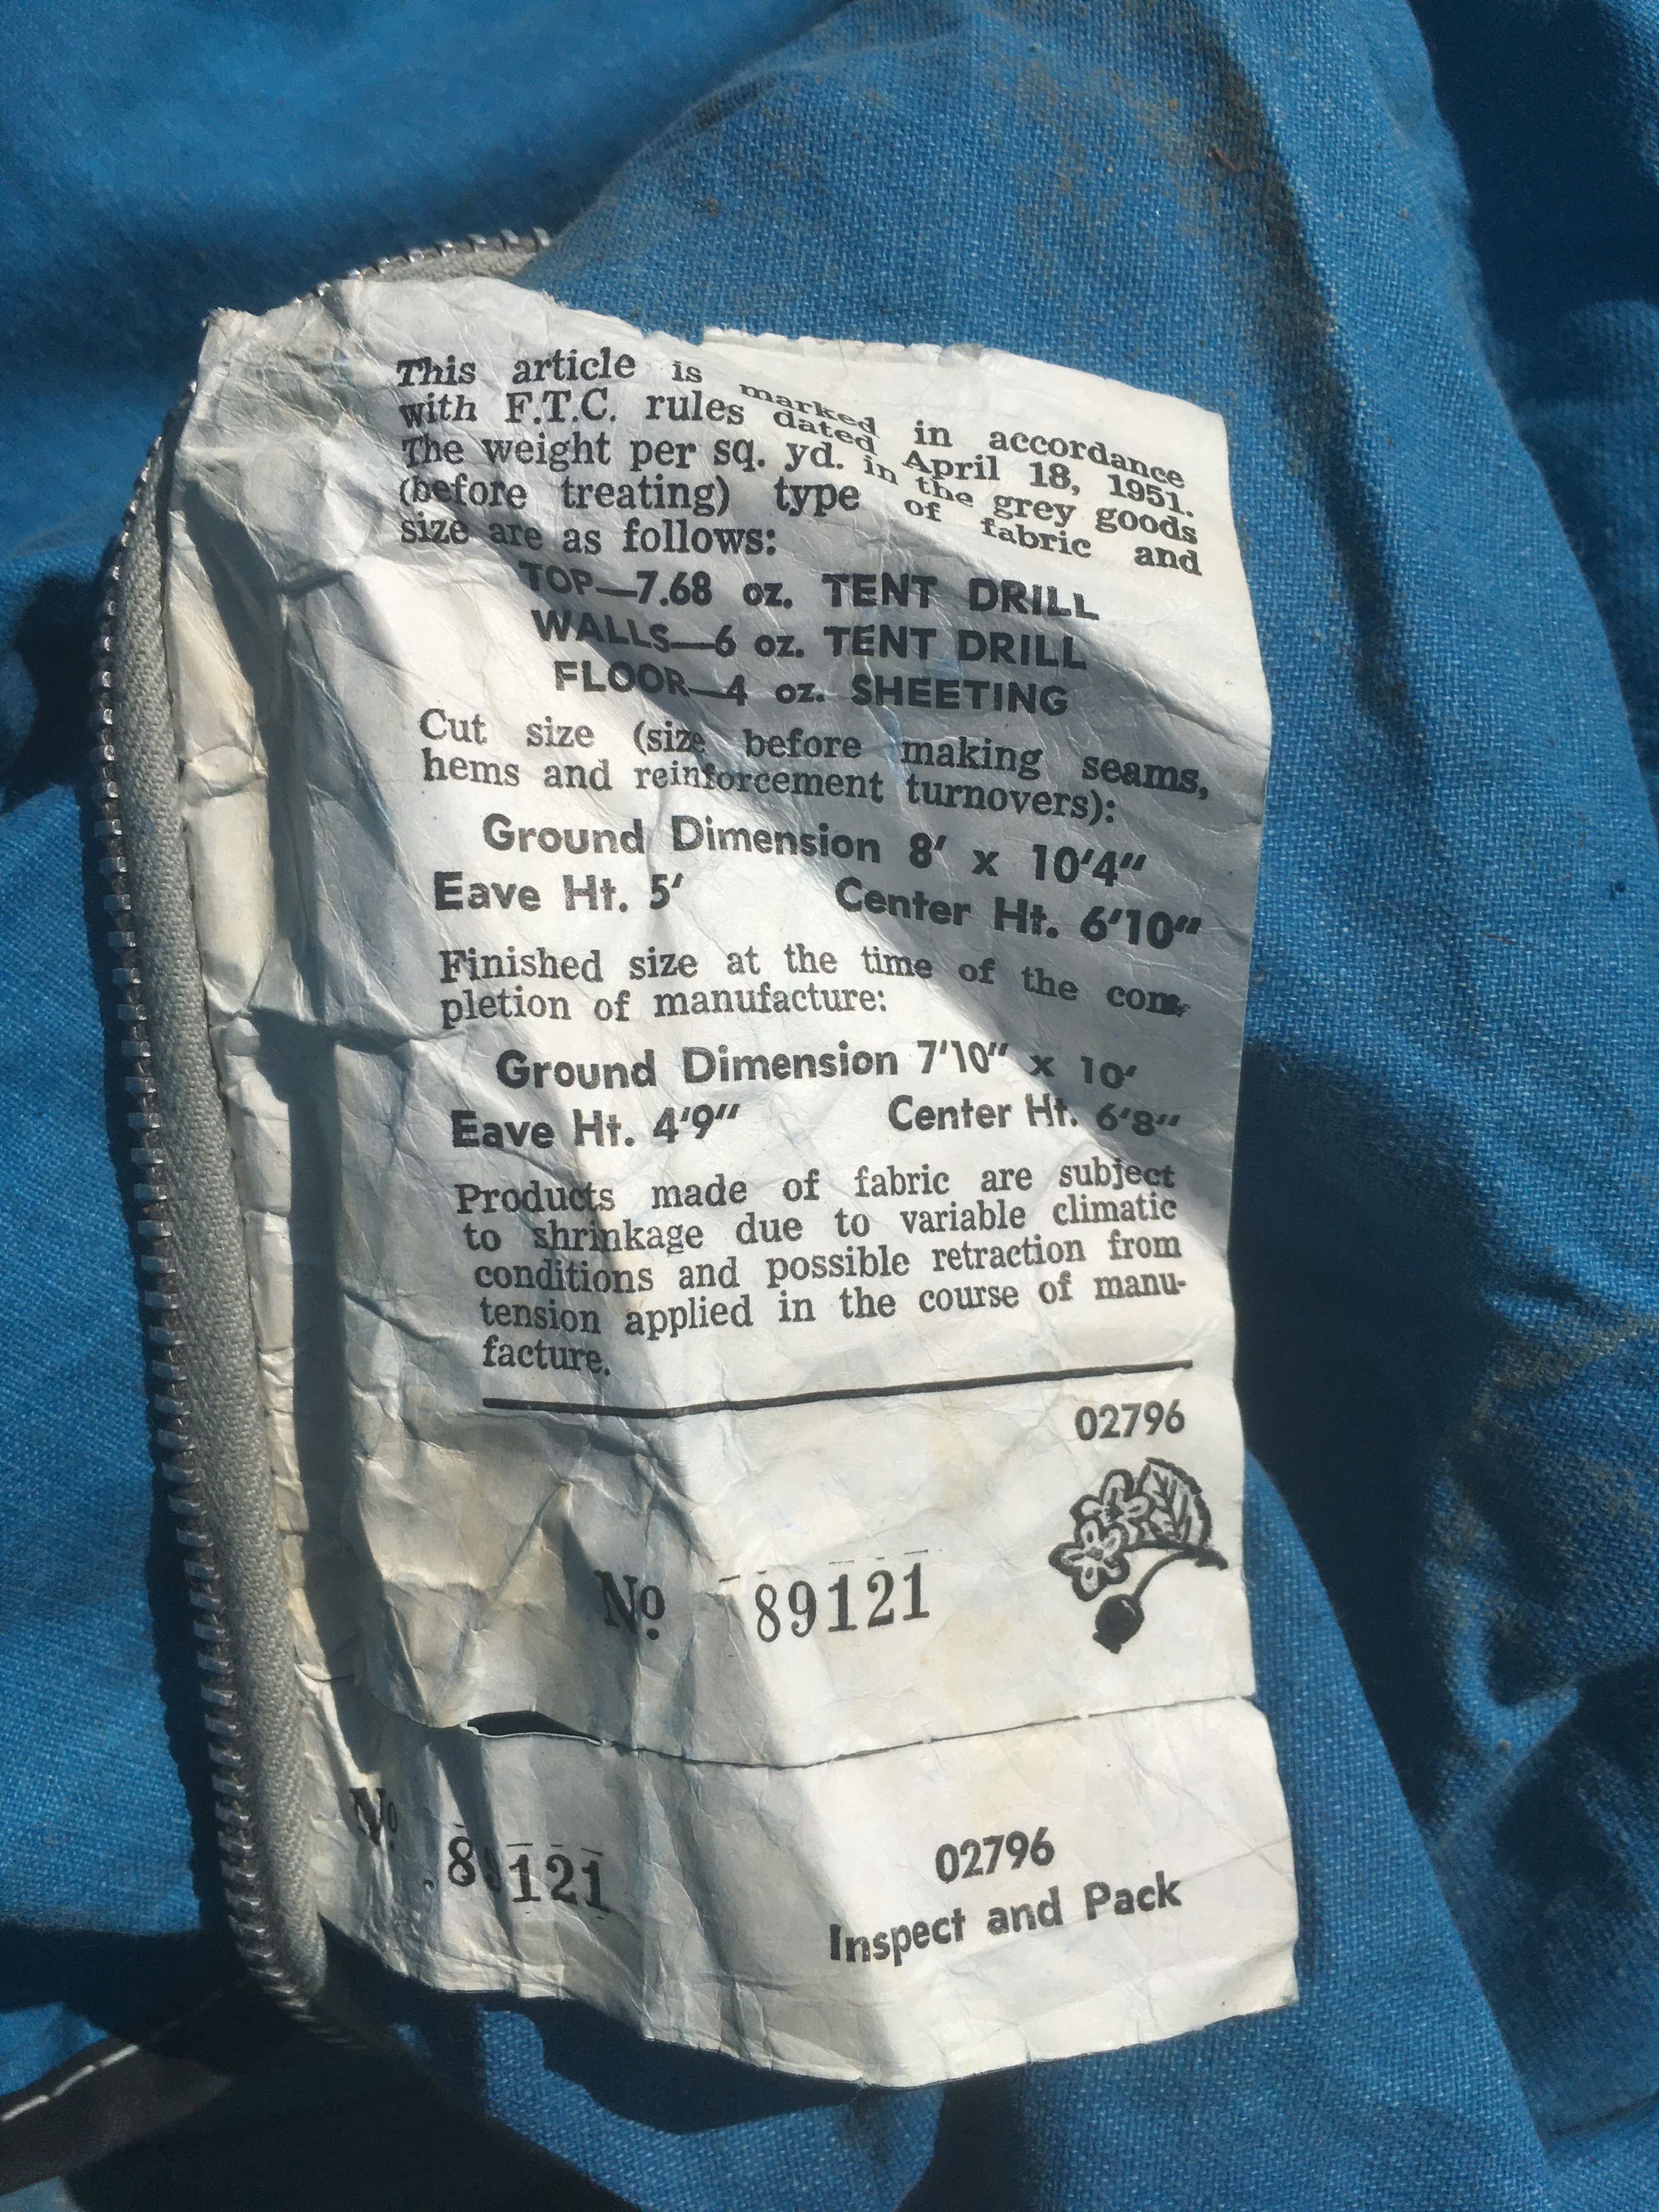 This article is marked in accordance
with F.T.C. rules dated April 18, 1951.
The weight per sq. yd. in the grey goods
(before treating) type of fabric and
size are as follows:
TOP—7.68 oz. TENT DRILL
WALLS—6 oz. TENT DRILL
FLOOR—4 oz. SHEETING
Cut size (size before making seams,
hems and reinforcement turnovers):
Ground Dimension 8' x 10'4"
Eave Ht. 5' Center Ht. 6'10"
Finished size at the time of the com-
pletion of manufacture:
Ground Dimension 7'10" x 10'
Eave Ht. 4'9" Center Ht. 6'8"
Products made of fabric are subject
to shrinkage due to variable climatic
conditions and possible retraction from
tension applied in the course of manu-
facture.
02796
No 89121
No 89121
02796
Inspect and Pack